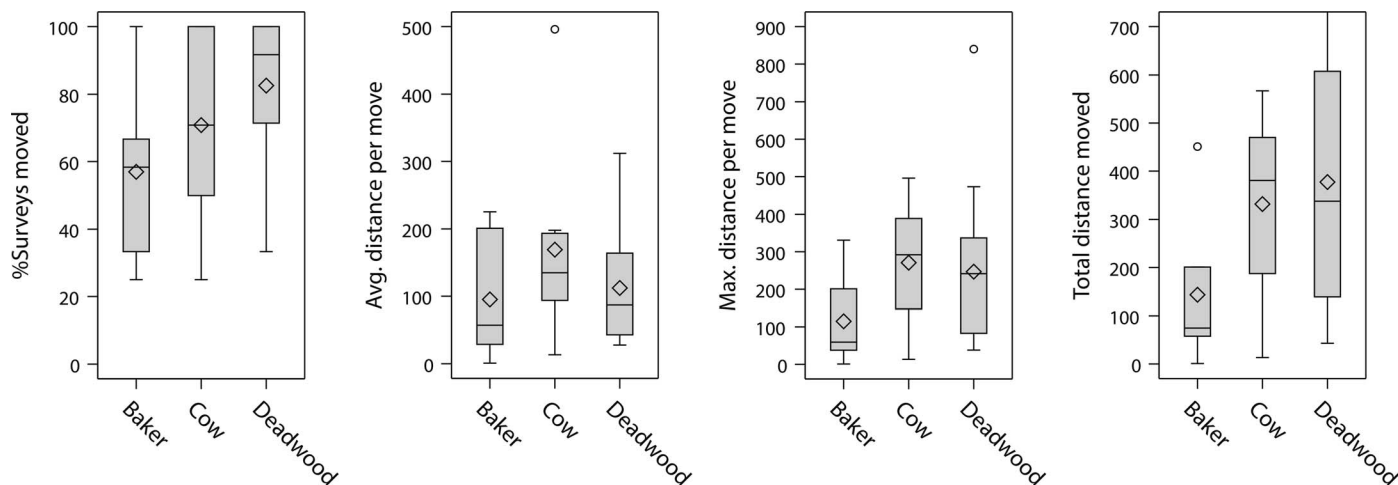 %Surveys moved
100
80
60
40
20
0
Baker
Cow
Deadwood
Avg. distance per move
500
400
300
200
100
0
Baker
Cow
Deadwood
Max. distance per move
900
800
700
600
500
400
300
200
100
0
Baker
Cow
Deadwood
Total distance moved
700
600
500
400
300
200
100
0
Baker
Cow
Deadwood